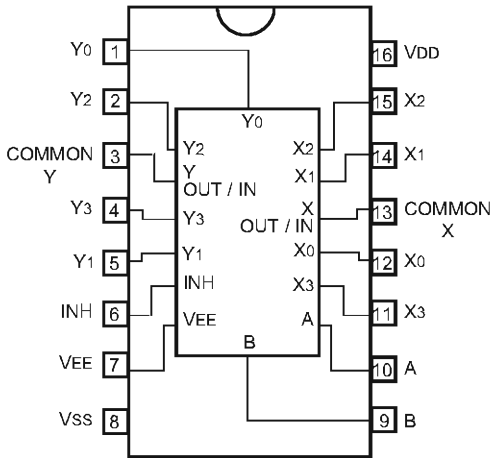 Y0 1
Y2 2
COMMON Y 3
Y3 4
Y1 5
INH 6
VEE 7
VSS 8
16 VDD
15 X2
14 X1
13 COMMON X
12 X0
11 X3
10 A
9 B
Y0
Y2
Y
OUT / IN
Y3
Y1
INH
VEE
X2
X1
X
OUT / IN
X0
X3
A
B